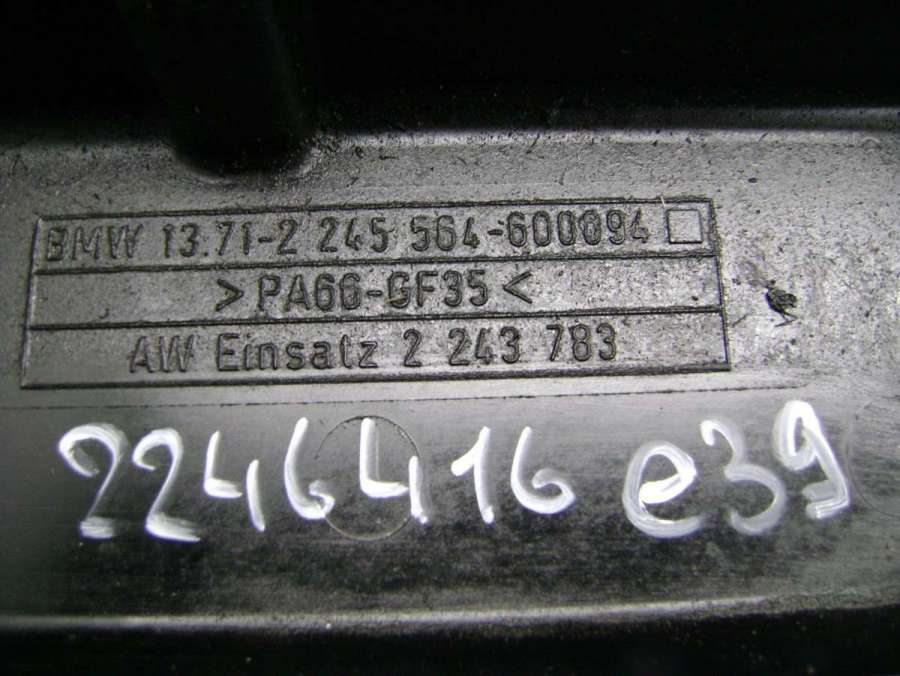 BMW 13.71-2 245 564-600094
>PA66-GF35<
AW Einsatz 2 243 783
2246416 e39